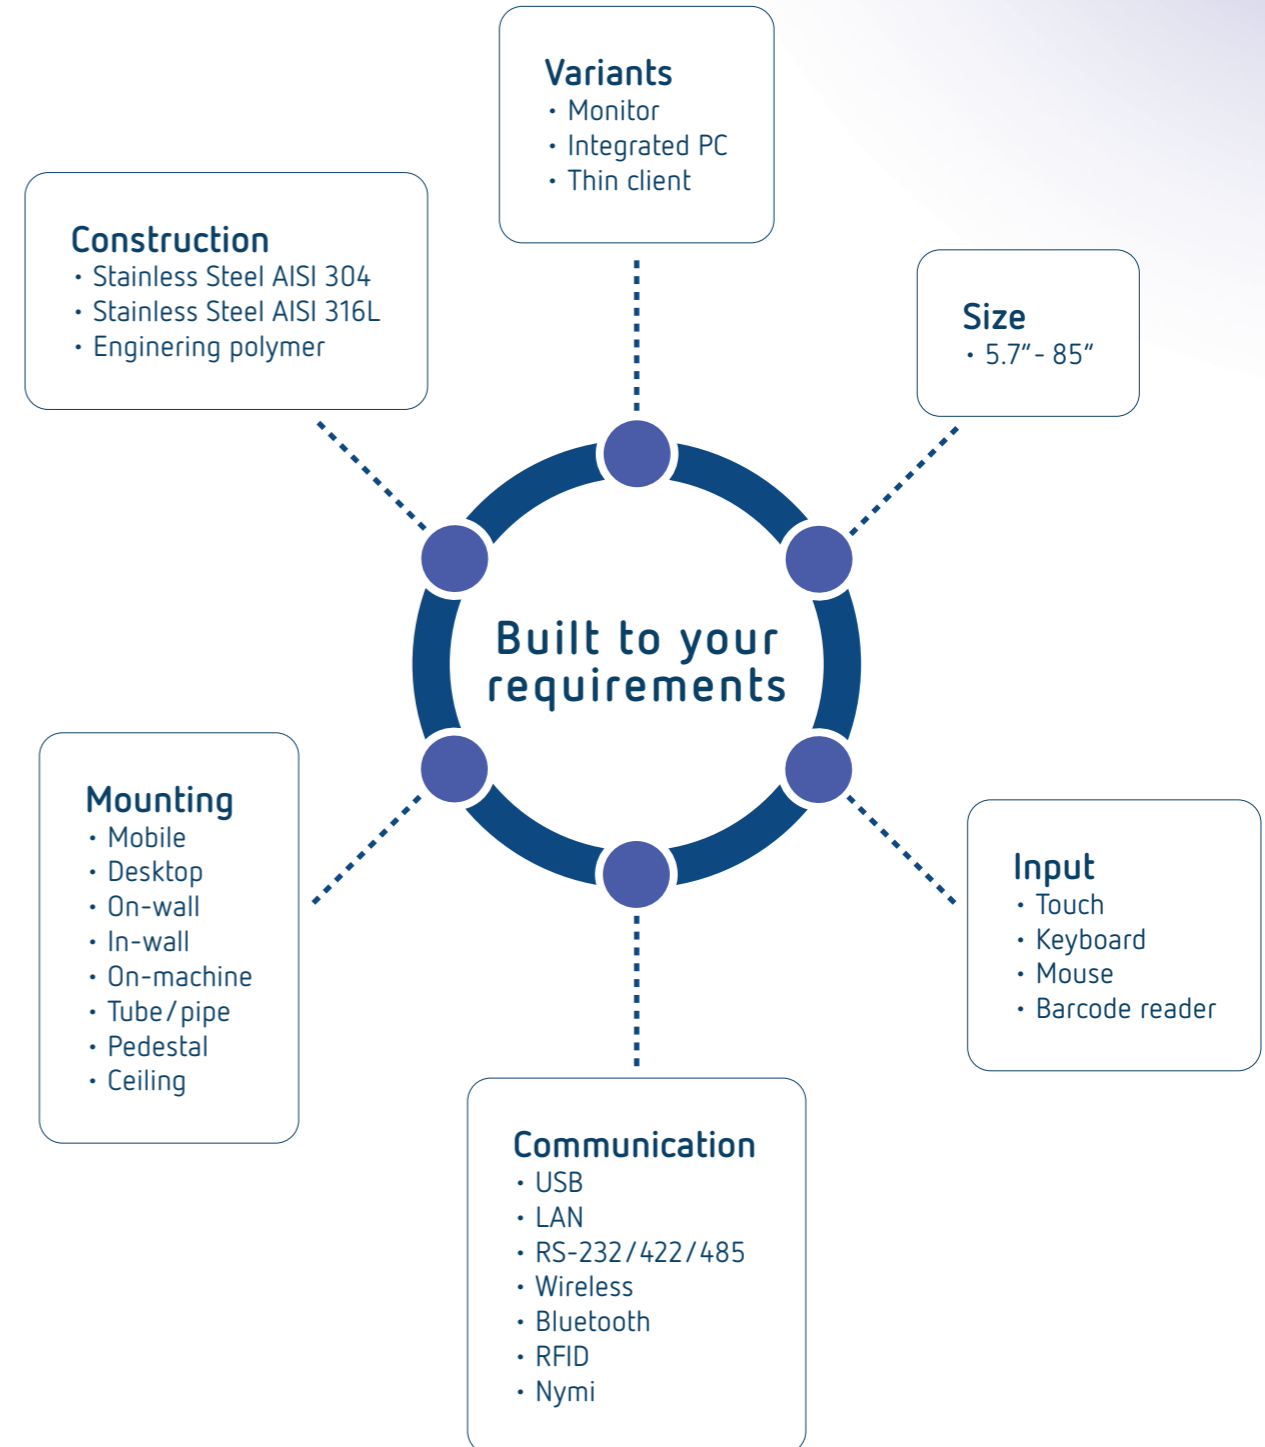 Variants
• Monitor
• Integrated PC
• Thin client
Construction
• Stainless Steel AISI 304
• Stainless Steel AISI 316L
• Enginering polymer
Size
• 5.7“- 85“
Built to your
requirements
Mounting
• Mobile
• Desktop
• On-wall
• In-wall
• On-machine
• Tube/pipe
• Pedestal
• Ceiling
Input
• Touch
• Keyboard
• Mouse
• Barcode reader
Communication
• USB
• LAN
• RS-232/422/485
• Wireless
• Bluetooth
• RFID
• Nymi